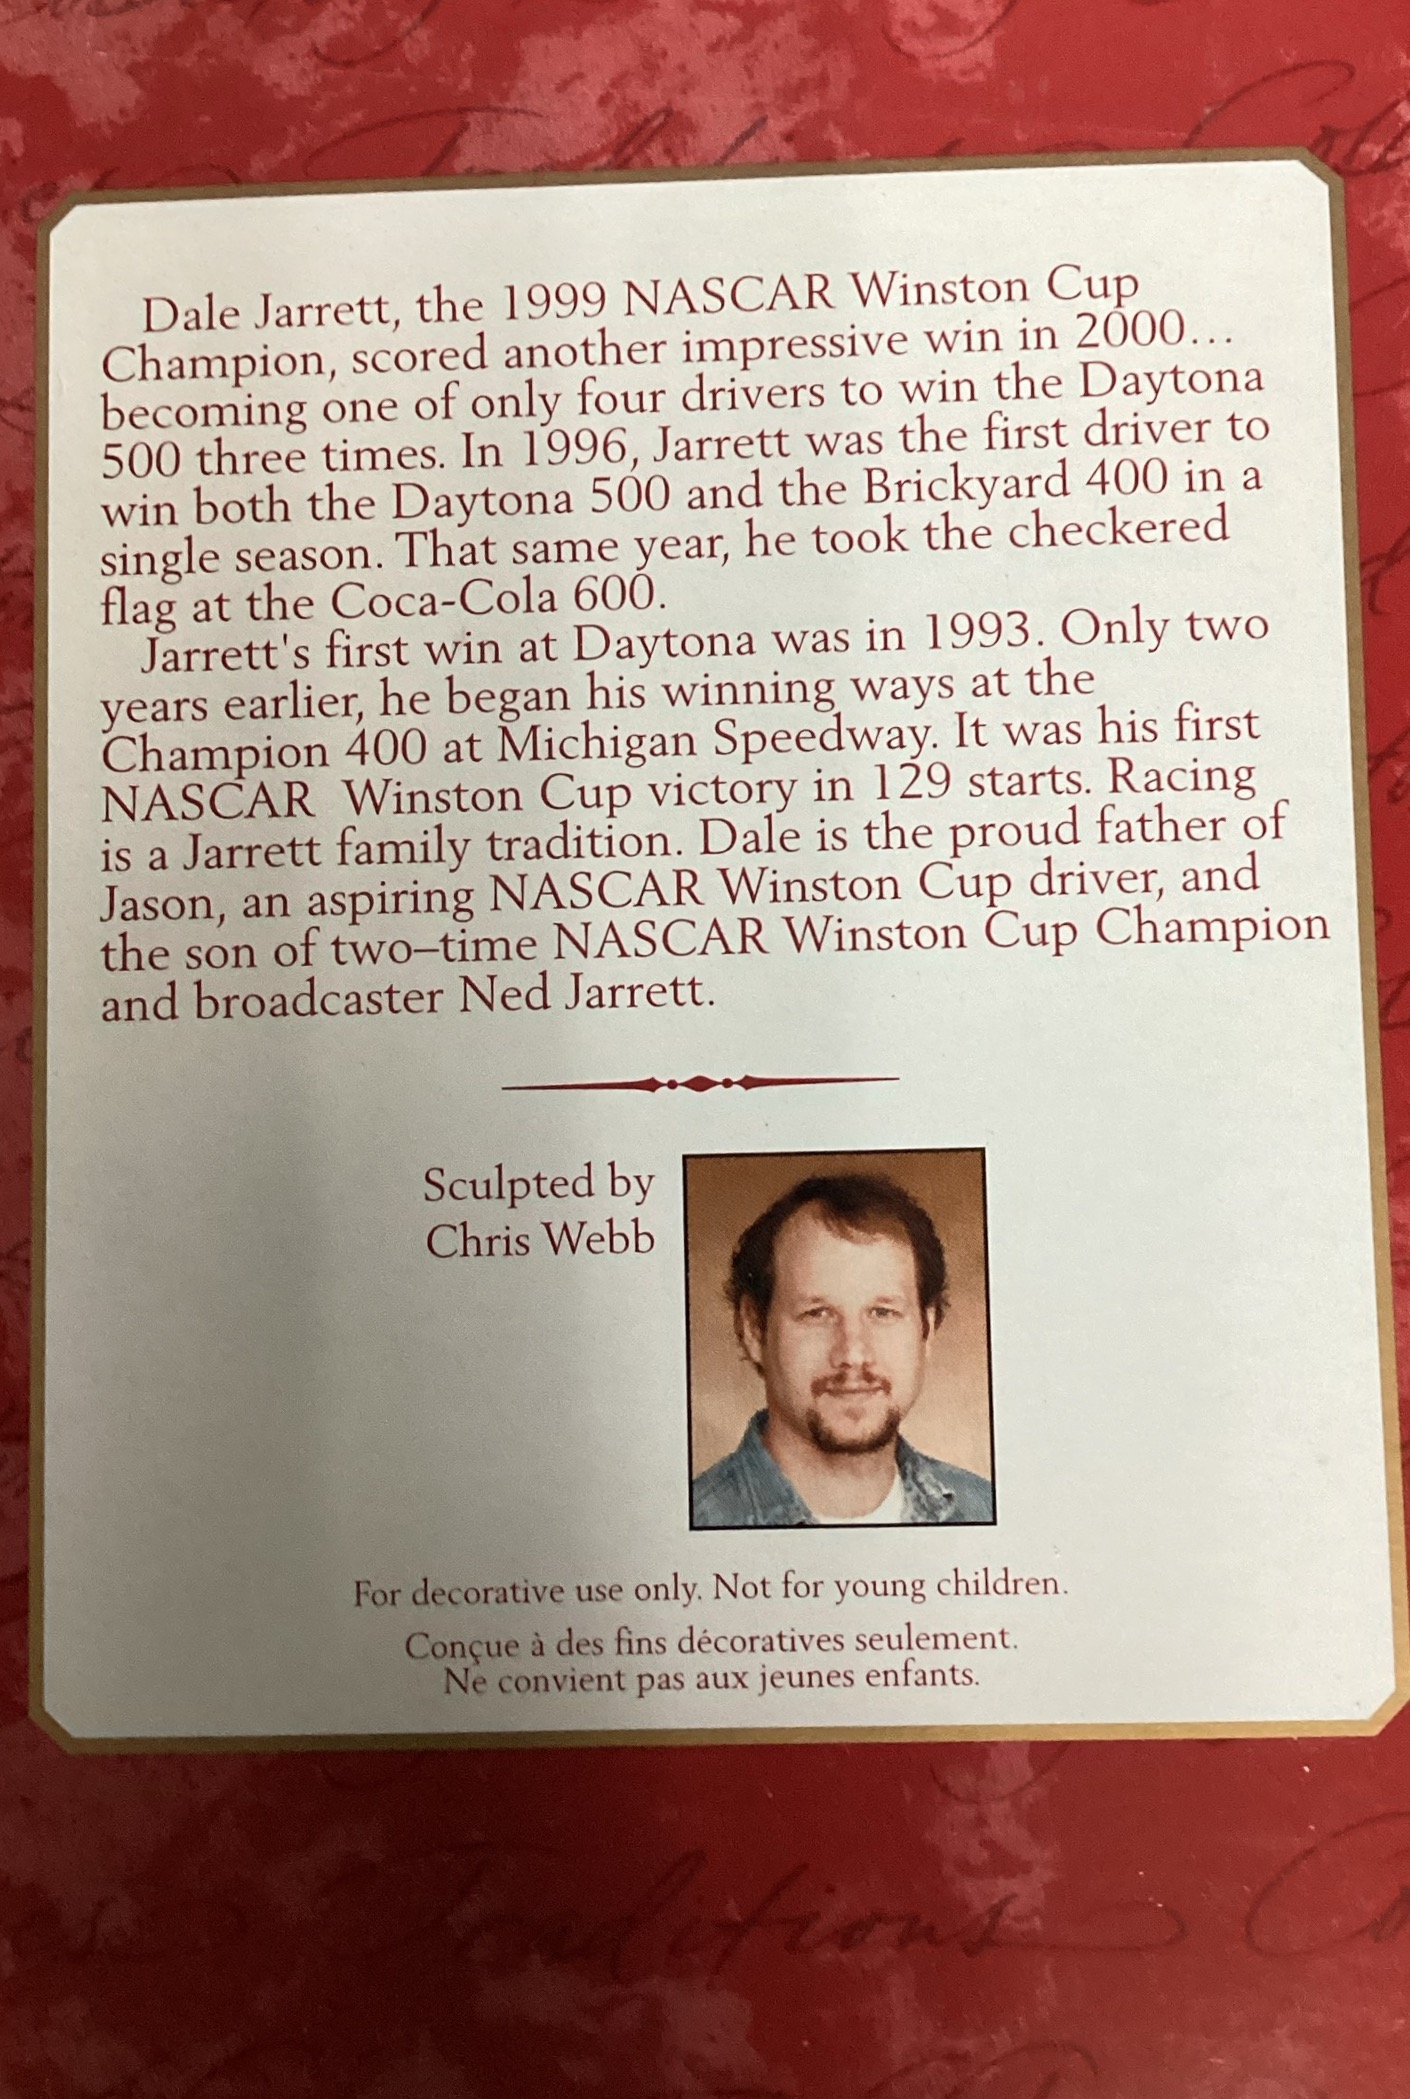 Dale Jarrett, the 1999 NASCAR Winston Cup
Champion, scored another impressive win in 2000...
becoming one of only four drivers to win the Daytona
500 three times. In 1996, Jarrett was the first driver to
win both the Daytona 500 and the Brickyard 400 in a
single season. That same year, he took the checkered
flag at the Coca-Cola 600.
Jarrett's first win at Daytona was in 1993. Only two
years earlier, he began his winning ways at the
Champion 400 at Michigan Speedway. It was his first
NASCAR Winston Cup victory in 129 starts. Racing
is a Jarrett family tradition. Dale is the proud father of
Jason, an aspiring NASCAR Winston Cup driver, and
the son of two–time NASCAR Winston Cup Champion
and broadcaster Ned Jarrett.
Sculpted by
Chris Webb
For decorative use only. Not for young children.
Conçue à des fins décoratives seulement.
Ne convient pas aux jeunes enfants.
Traditions